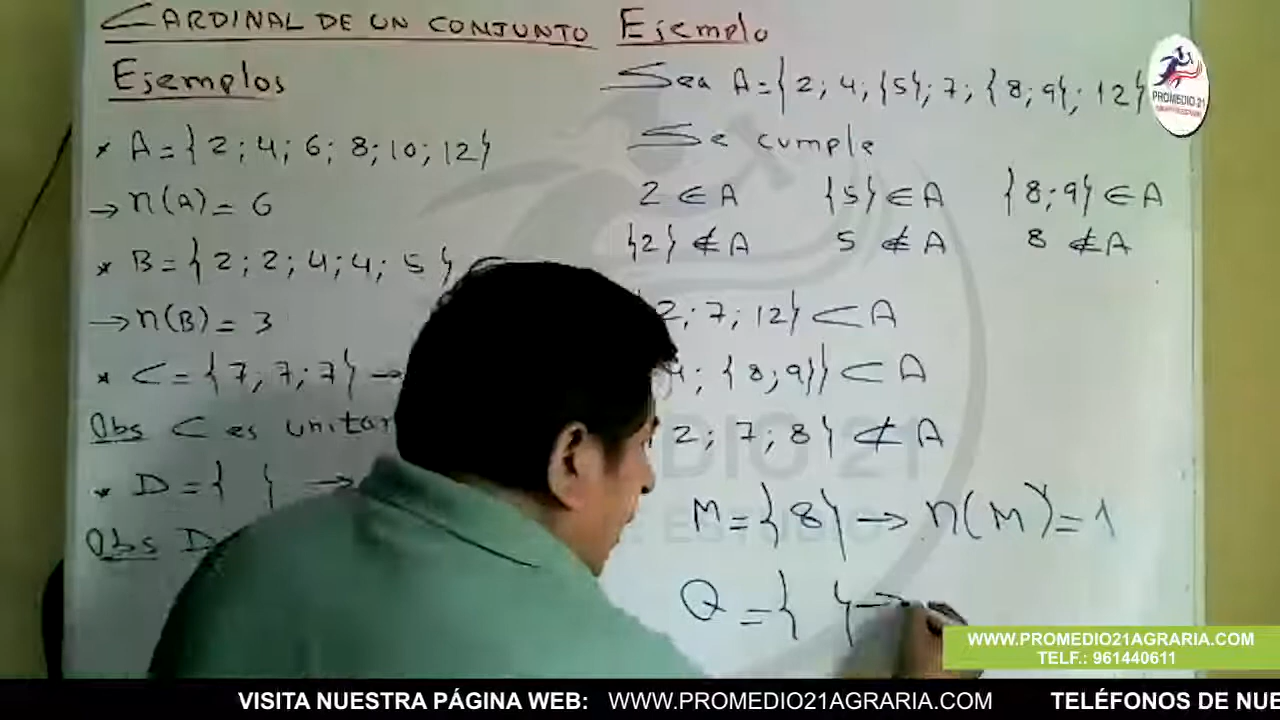 CARDINAL DE UN CONJUNTO
Ejemplos
* A={2;4;6;8;10;12}
→n(A)=6
* B={2;2;4;4;5}
→n(B)=3
* C={7;7;7}→
Obs C es unitar
* D={ }→
Obs D
Ejemplo
Sea A={2;4;{5};7;{8;9};12}
Se cumple
2∈A {5}∈A {8;9}∈A
{2}∉A 5∉A 8∉A
2;7;12}⊂A
;{8;9}}⊂A
2;7;8}⊄A
M={8}→n(M)=1
Q={ }→
PROMEDIO 21
WWW.PROMEDIO21AGRARIA.COM
TELF.: 961440611
VISITA NUESTRA PÁGINA WEB: WWW.PROMEDIO21AGRARIA.COM TELÉFONOS DE NUE